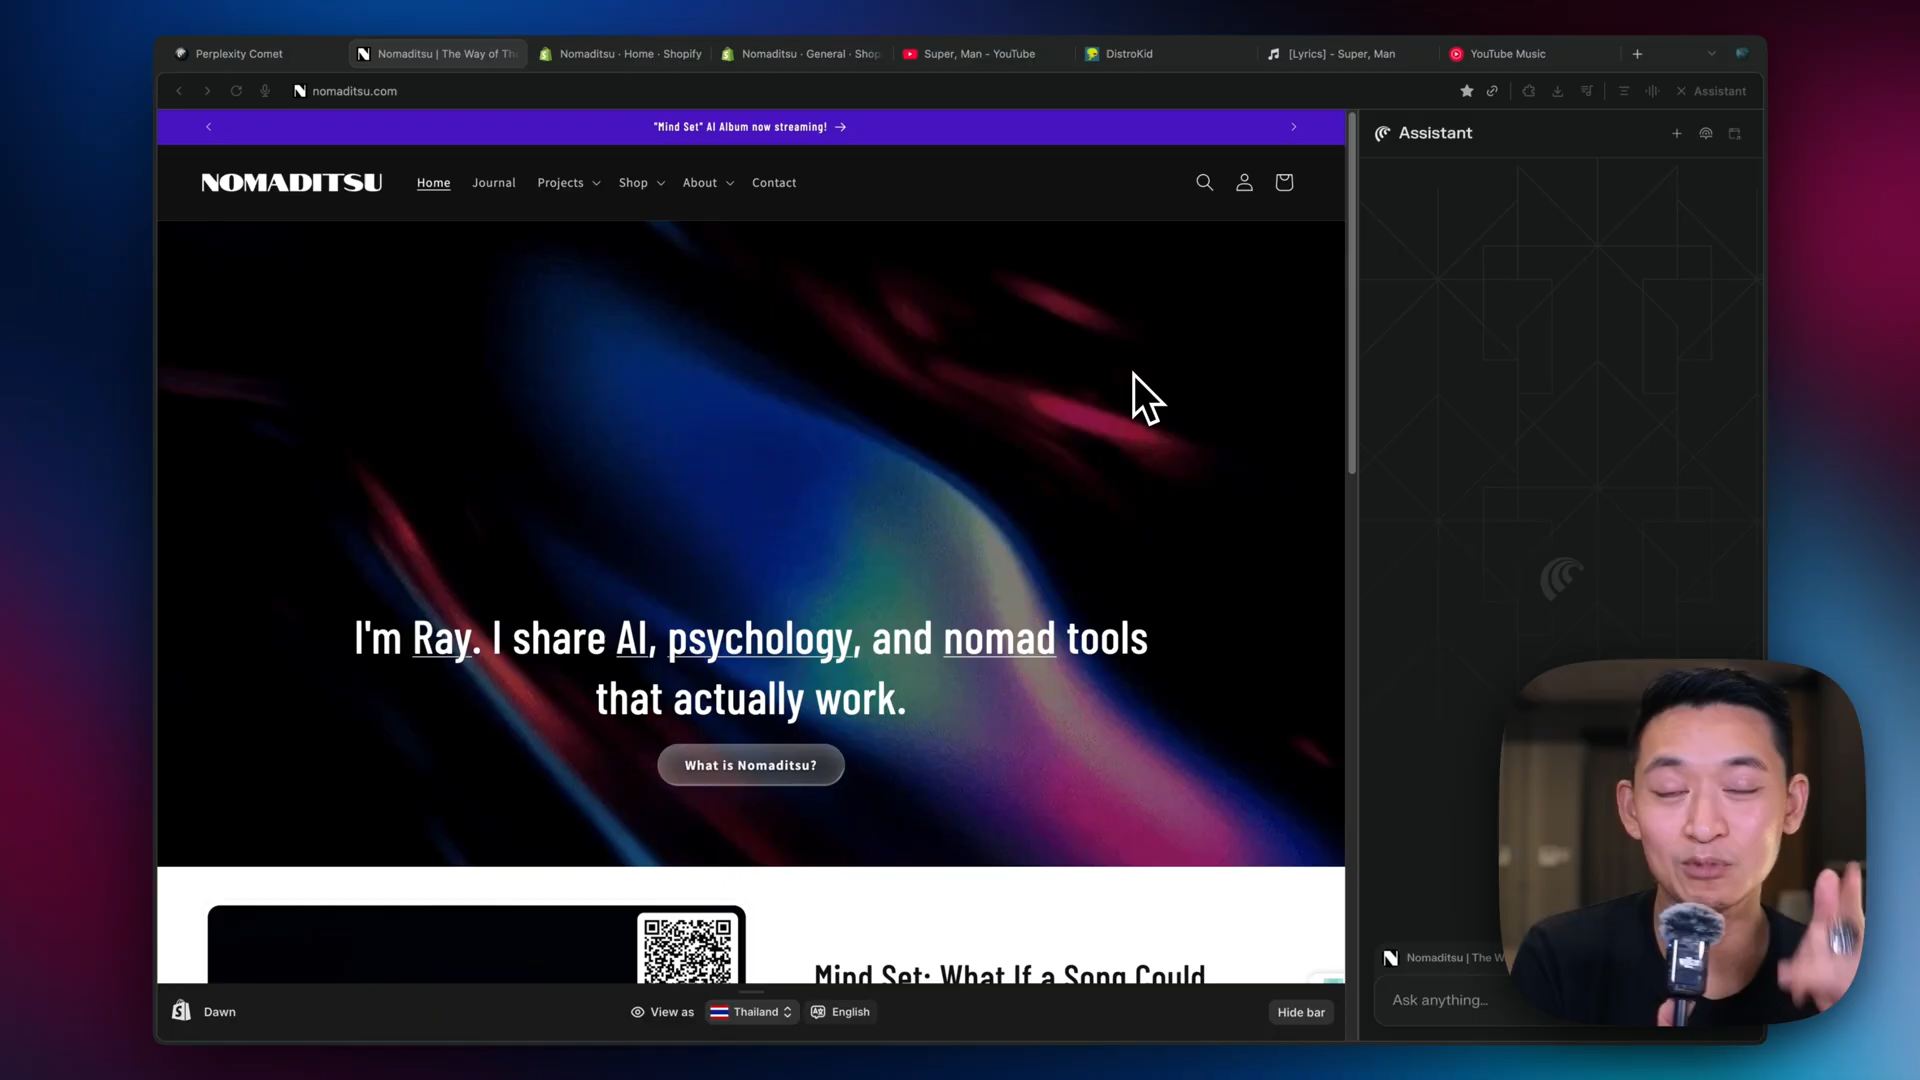 Perplexity Comet
Nomaditsu | The Way of Th
Nomaditsu · Home · Shopify
Nomaditsu · General · Shop
Super, Man - YouTube
DistroKid
[Lyrics] - Super, Man
YouTube Music
nomaditsu.com
Assistant
"Mind Set" AI Album now streaming! →
Assistant
NOMADITSU
Home
Journal
Projects
Shop
About
Contact
I'm Ray. I share AI, psychology, and nomad tools
that actually work.
What is Nomaditsu?
Mind Set: What If a Song Could
Nomaditsu | The W
Ask anything...
Dawn
View as
Thailand
English
Hide bar